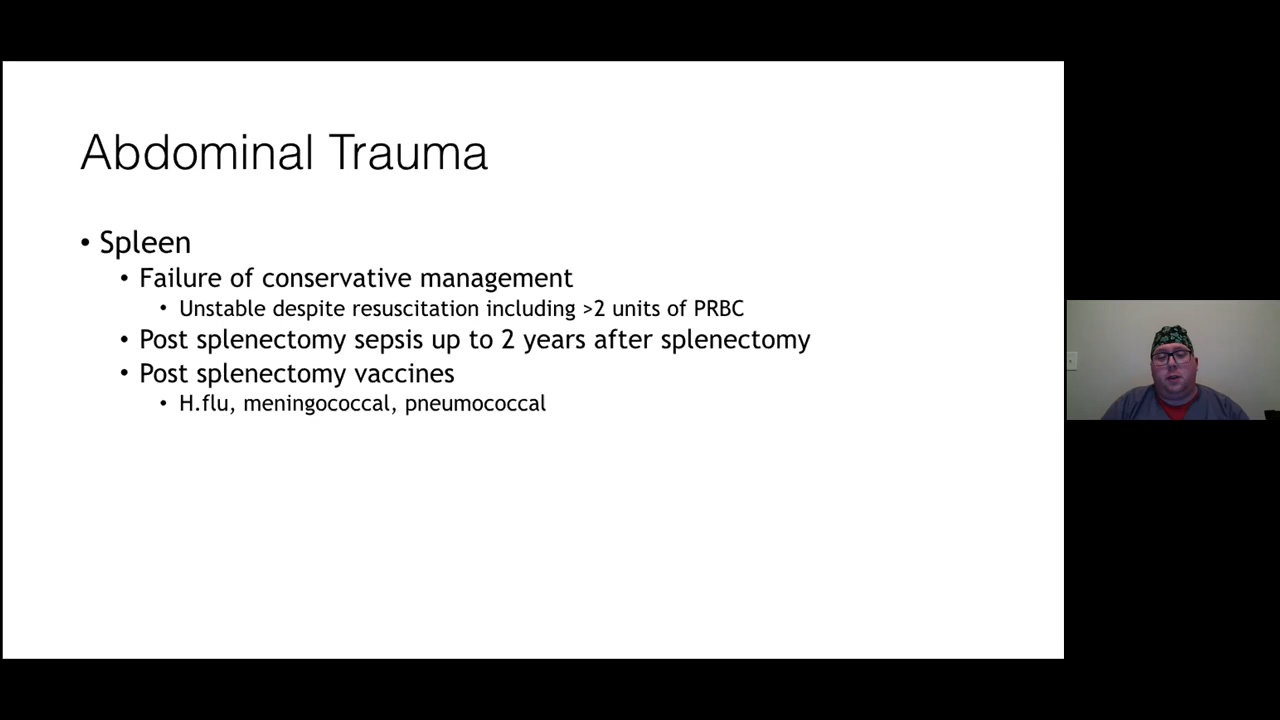 Abdominal Trauma
• Spleen
• Failure of conservative management
• Unstable despite resuscitation including >2 units of PRBC
• Post splenectomy sepsis up to 2 years after splenectomy
• Post splenectomy vaccines
• H.flu, meningococcal, pneumococcal